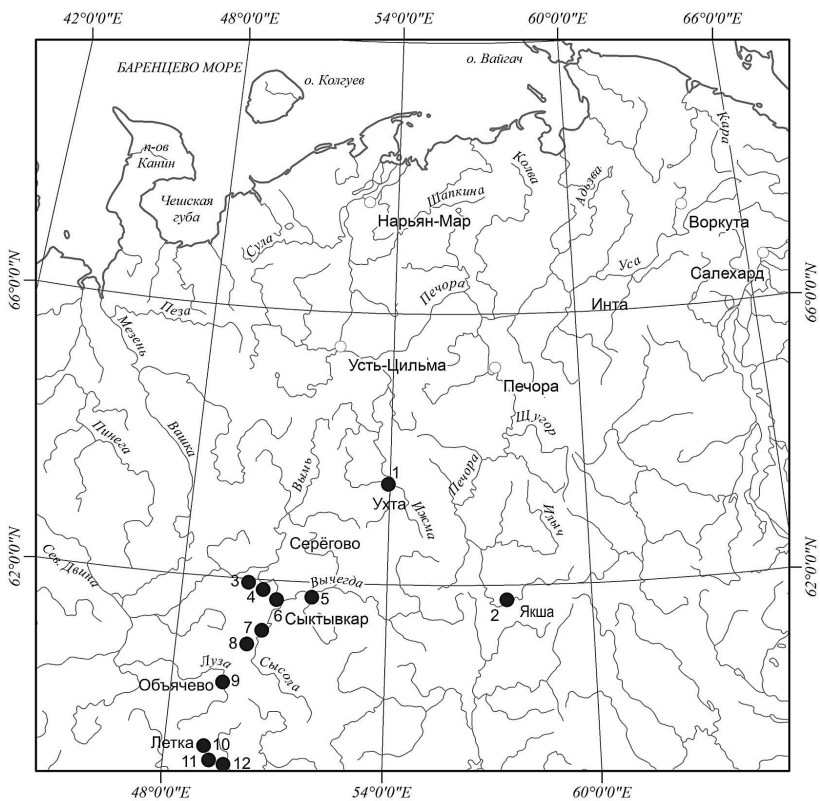 42°0'0"E
48°0'0"E
54°0'0"E
60°0'0"E
66°0'0"E
БАРЕНЦЕВО МОРЕ
о. Колгуев
о. Вайгач
п-ов
Канин
Чешская
губа
Кара
Колва
Адзьва
Шапкина
Нарьян-Мар
Воркута
Сула
Уса
Салехард
66°0'0"N
66°0'0"N
Печора
Инта
Пеза
Мезень
Усть-Цильма
Печора
Щугор
Пинега
Вашка
Вымь
1
Ухта
Ижма
Печора
Илыч
Серёгово
62°0'0"N
62°0'0"N
Сев. Двина
3
4
Вычегда
5
6
Сыктывкар
2
Якша
7
8
Луза
Сысола
Объячево
9
Летка
10
11
12
48°0'0"E
54°0'0"E
60°0'0"E